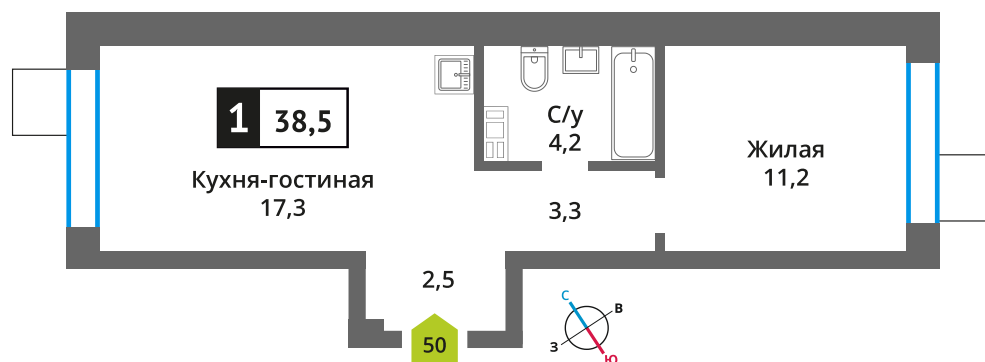 1 38,5
Кухня-гостиная
17,3
С/у
4,2
Жилая
11,2
3,3
2,5
50
С
В
З
Ю